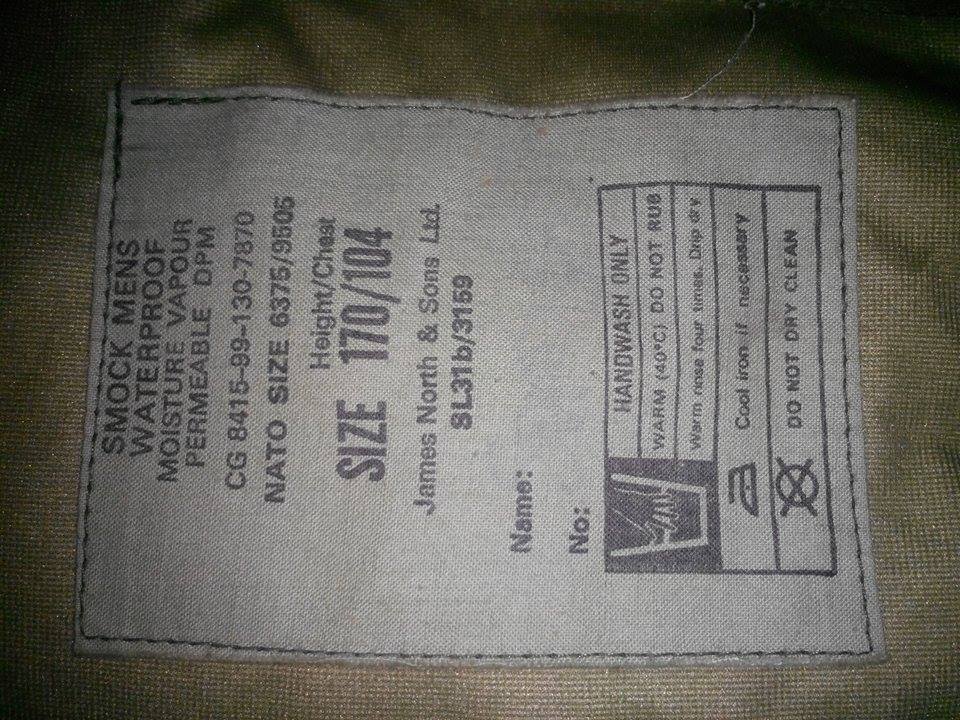 SMOCK MENS
WATERPROOF
MOISTURE VAPOUR
PERMEABLE DPM
CG 8415-99-130-7870
NATO SIZE 6375/9505
Height/Chest
SIZE 170/104
James North & Sons Ltd.
SL31b/3159
Name:
No:
HANDWASH ONLY
WARM (40°C) DO NOT RUB
Warm rinse four times. Drip dry
Cool iron if necessary
DO NOT DRY CLEAN